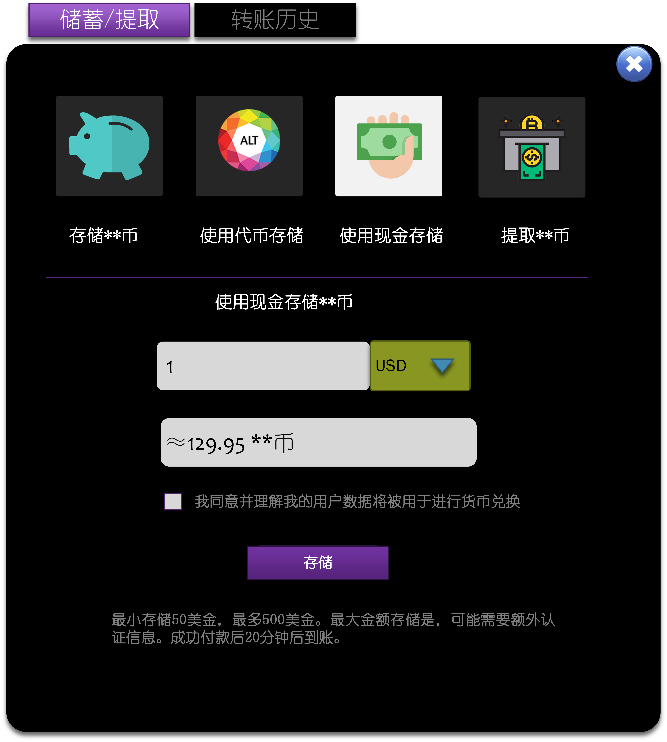 储蓄/提取 转账历史
ALT
存储**币 使用代币存储 使用现金存储 提取**币
使用现金存储**币
1 USD
≈129.95 **币
我同意并理解我的用户数据将被用于进行货币兑换
存储
最小存储50美金，最多500美金。最大金额存储是，可能需要额外认
证信息。成功付款后20分钟后到账。